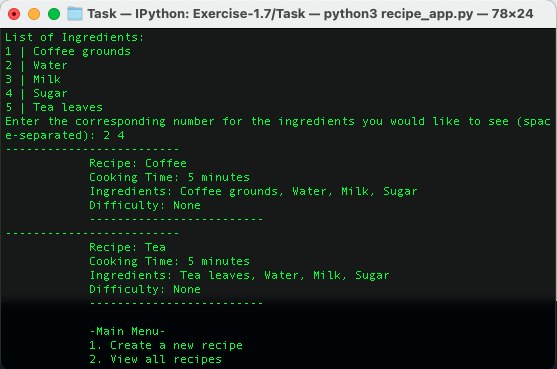 Task — IPython: Exercise-1.7/Task — python3 recipe_app.py — 78×24
List of Ingredients:
1 | Coffee grounds
2 | Water
3 | Milk
4 | Sugar
5 | Tea leaves
Enter the corresponding number for the ingredients you would like to see (spac
e-separated): 2 4
-------------------------
Recipe: Coffee
Cooking Time: 5 minutes
Ingredients: Coffee grounds, Water, Milk, Sugar
Difficulty: None
-------------------------
-------------------------
Recipe: Tea
Cooking Time: 5 minutes
Ingredients: Tea leaves, Water, Milk, Sugar
Difficulty: None
-------------------------
-Main Menu-
1. Create a new recipe
2. View all recipes